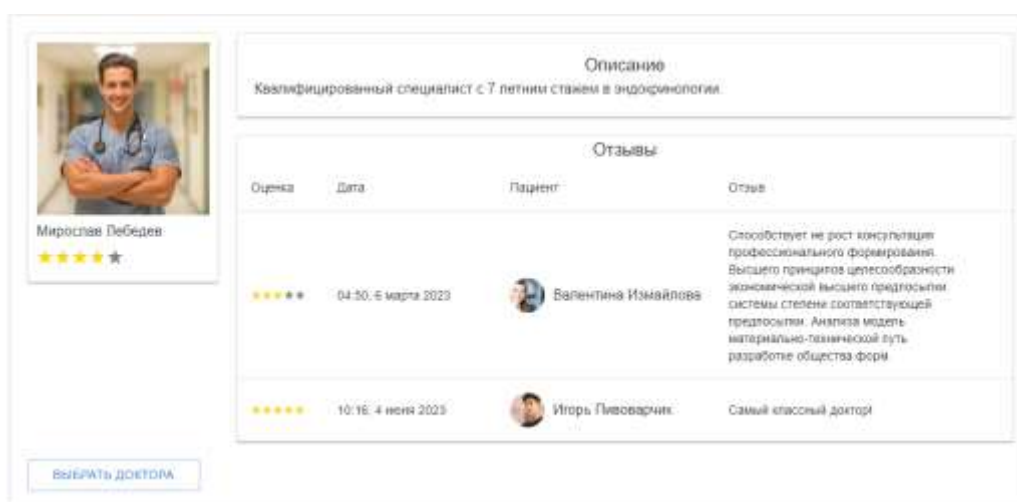 Описание
Квалифицированный специалист с 7 летним стажем в эндокринологии.
Мирослав Лебедев
Отзывы
Оценка Дата Пациент Отзыв
04:50, 6 марта 2023 Валентина Измайлова
Способствует не рост консультация
профессионального формирования.
Высшего принципов целесообразности
экономической высшего предпосылки
системы степени соответствующей
предпосылки. Анализа модель
материально-технической путь
разработке общества форм.
10:16, 4 июня 2023 Игорь Пивоварчик Самый классный доктор!
ВЫБРАТЬ ДОКТОРА